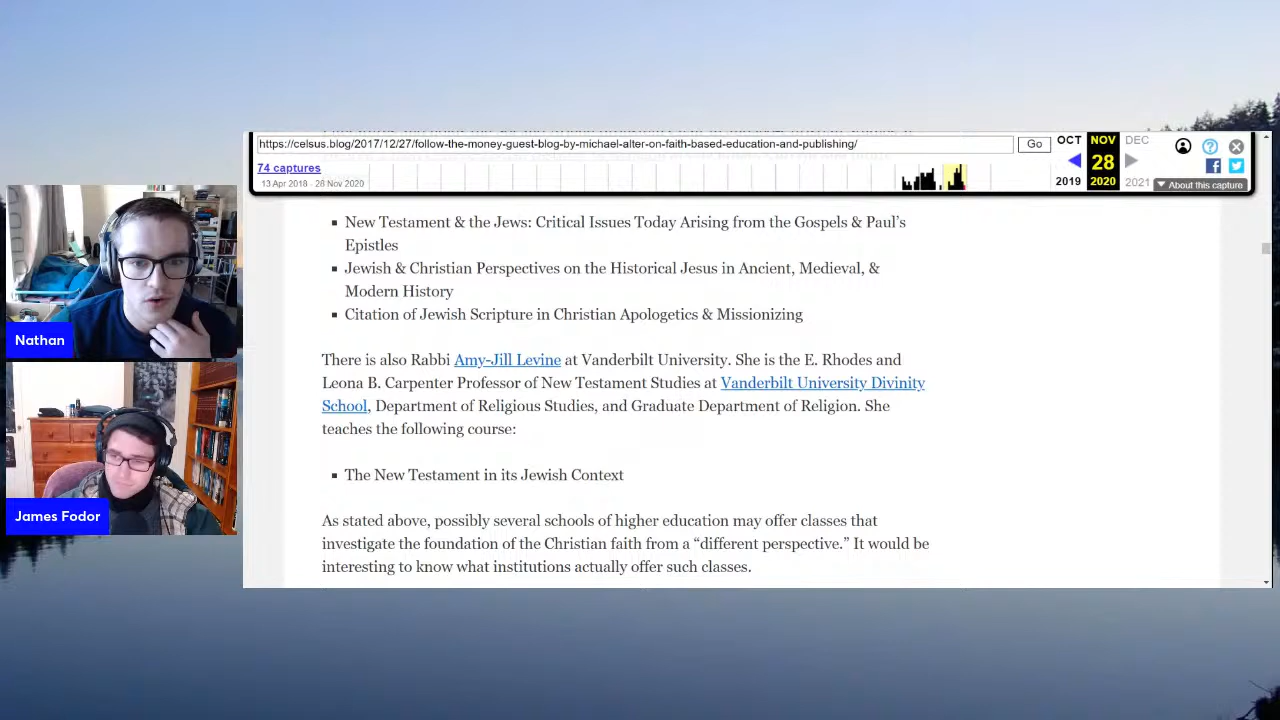 https://celsus.blog/2017/12/27/follow-the-money-guest-blog-by-michael-alter-on-faith-based-education-and-publishing/
Go
OCT
NOV
DEC
74 captures
28
13 Apr 2018 - 28 Nov 2020
2019
2020
2021
About this capture
▪ New Testament & the Jews: Critical Issues Today Arising from the Gospels & Paul’s
Epistles
▪ Jewish & Christian Perspectives on the Historical Jesus in Ancient, Medieval, &
Modern History
▪ Citation of Jewish Scripture in Christian Apologetics & Missionizing
There is also Rabbi Amy-Jill Levine at Vanderbilt University. She is the E. Rhodes and
Leona B. Carpenter Professor of New Testament Studies at Vanderbilt University Divinity
School, Department of Religious Studies, and Graduate Department of Religion. She
teaches the following course:
▪ The New Testament in its Jewish Context
As stated above, possibly several schools of higher education may offer classes that
investigate the foundation of the Christian faith from a “different perspective.” It would be
interesting to know what institutions actually offer such classes.
Nathan
James Fodor